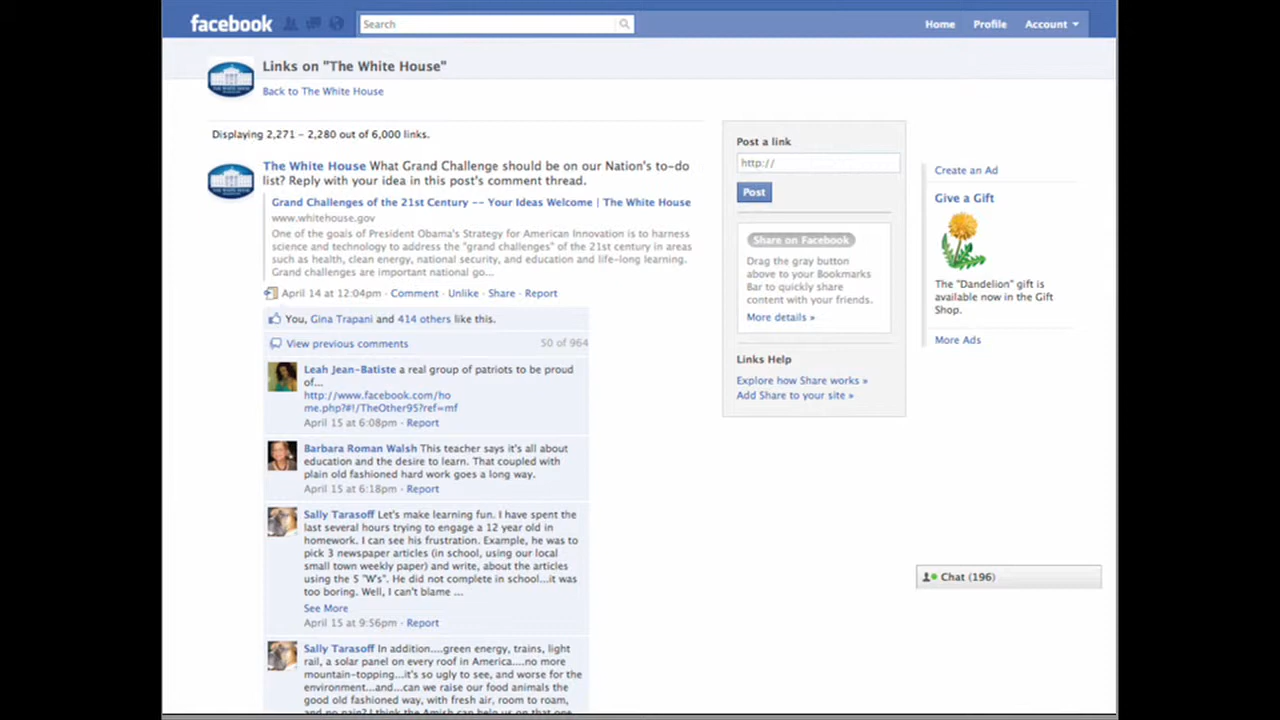 facebook
Search
Home Profile Account
Links on "The White House"
Back to The White House
Displaying 2,271 - 2,280 out of 6,000 links.
The White House What Grand Challenge should be on our Nation's to-do
list? Reply with your idea in this post's comment thread.
Grand Challenges of the 21st Century -- Your Ideas Welcome | The White House
www.whitehouse.gov
One of the goals of President Obama's Strategy for American Innovation is to harness
science and technology to address the "grand challenges" of the 21st century in areas
such as health, clean energy, national security, and education and life-long learning.
Grand challenges are important national go...
April 14 at 12:04pm · Comment · Unlike · Share · Report
You, Gina Trapani and 414 others like this.
View previous comments 50 of 964
Leah Jean-Batiste a real group of patriots to be proud
of...
http://www.facebook.com/ho
me.php?#!/TheOther95?ref=mf
April 15 at 6:08pm · Report
Barbara Roman Walsh This teacher says it's all about
education and the desire to learn. That coupled with
plain old fashioned hard work goes a long way.
April 15 at 6:18pm · Report
Sally Tarasoff Let's make learning fun. I have spent the
last several hours trying to engage a 12 year old in
homework. I can see his frustration. Example, he was to
pick 3 newspaper articles (in school, using our local
small town weekly paper) and write, about the articles
using the 5 "W's". He did not complete in school...it was
too boring. Well, I can't blame ...
See More
April 15 at 9:56pm · Report
Sally Tarasoff In addition....green energy, trains, light
rail, a solar panel on every roof in America....no more
mountain-topping...it's so ugly to see, and worse for the
environment...and...can we raise our food animals the
good old fashioned way, with fresh air, room to roam,
and no pain? I think the Amish can help us on that one
Post a link
http://
Post
Share on Facebook
Drag the gray button
above to your Bookmarks
Bar to quickly share
content with your friends.
More details »
Links Help
Explore how Share works »
Add Share to your site »
Create an Ad
Give a Gift
The "Dandelion" gift is
available now in the Gift
Shop.
More Ads
Chat (196)